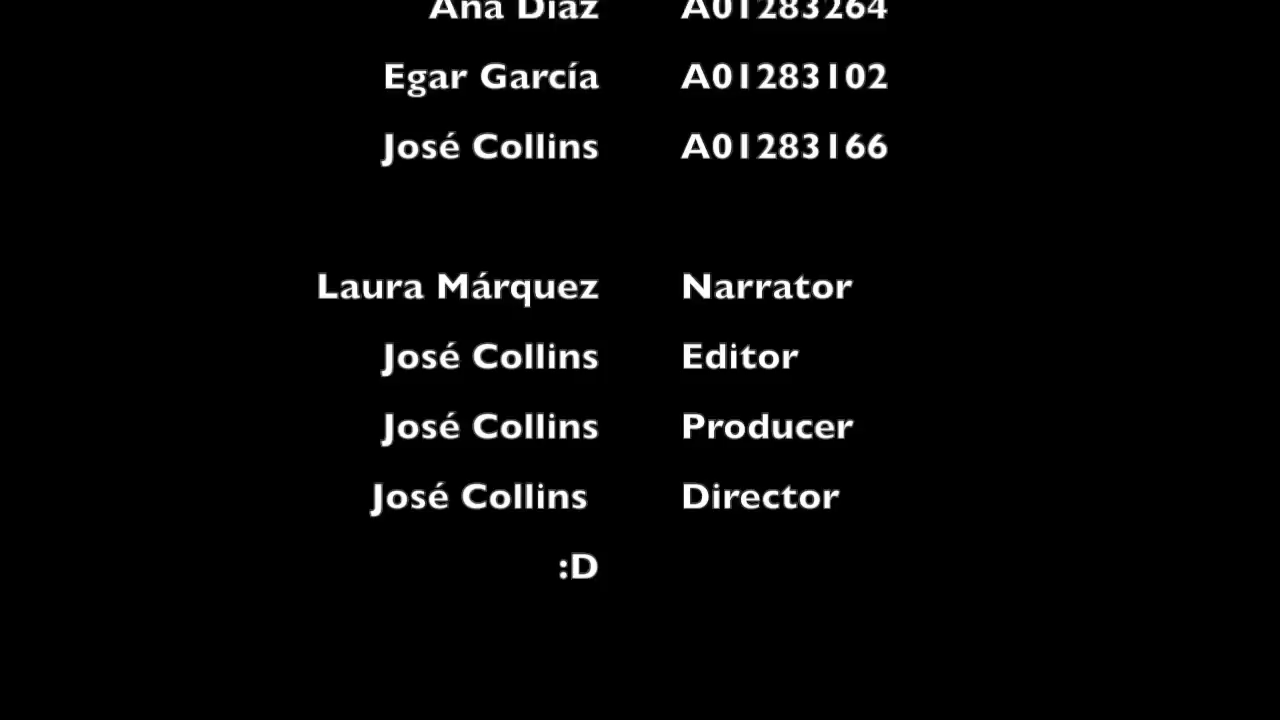 Ana Díaz A01283264
Egar García A01283102
José Collins A01283166
Laura Márquez Narrator
José Collins Editor
José Collins Producer
José Collins Director
:D